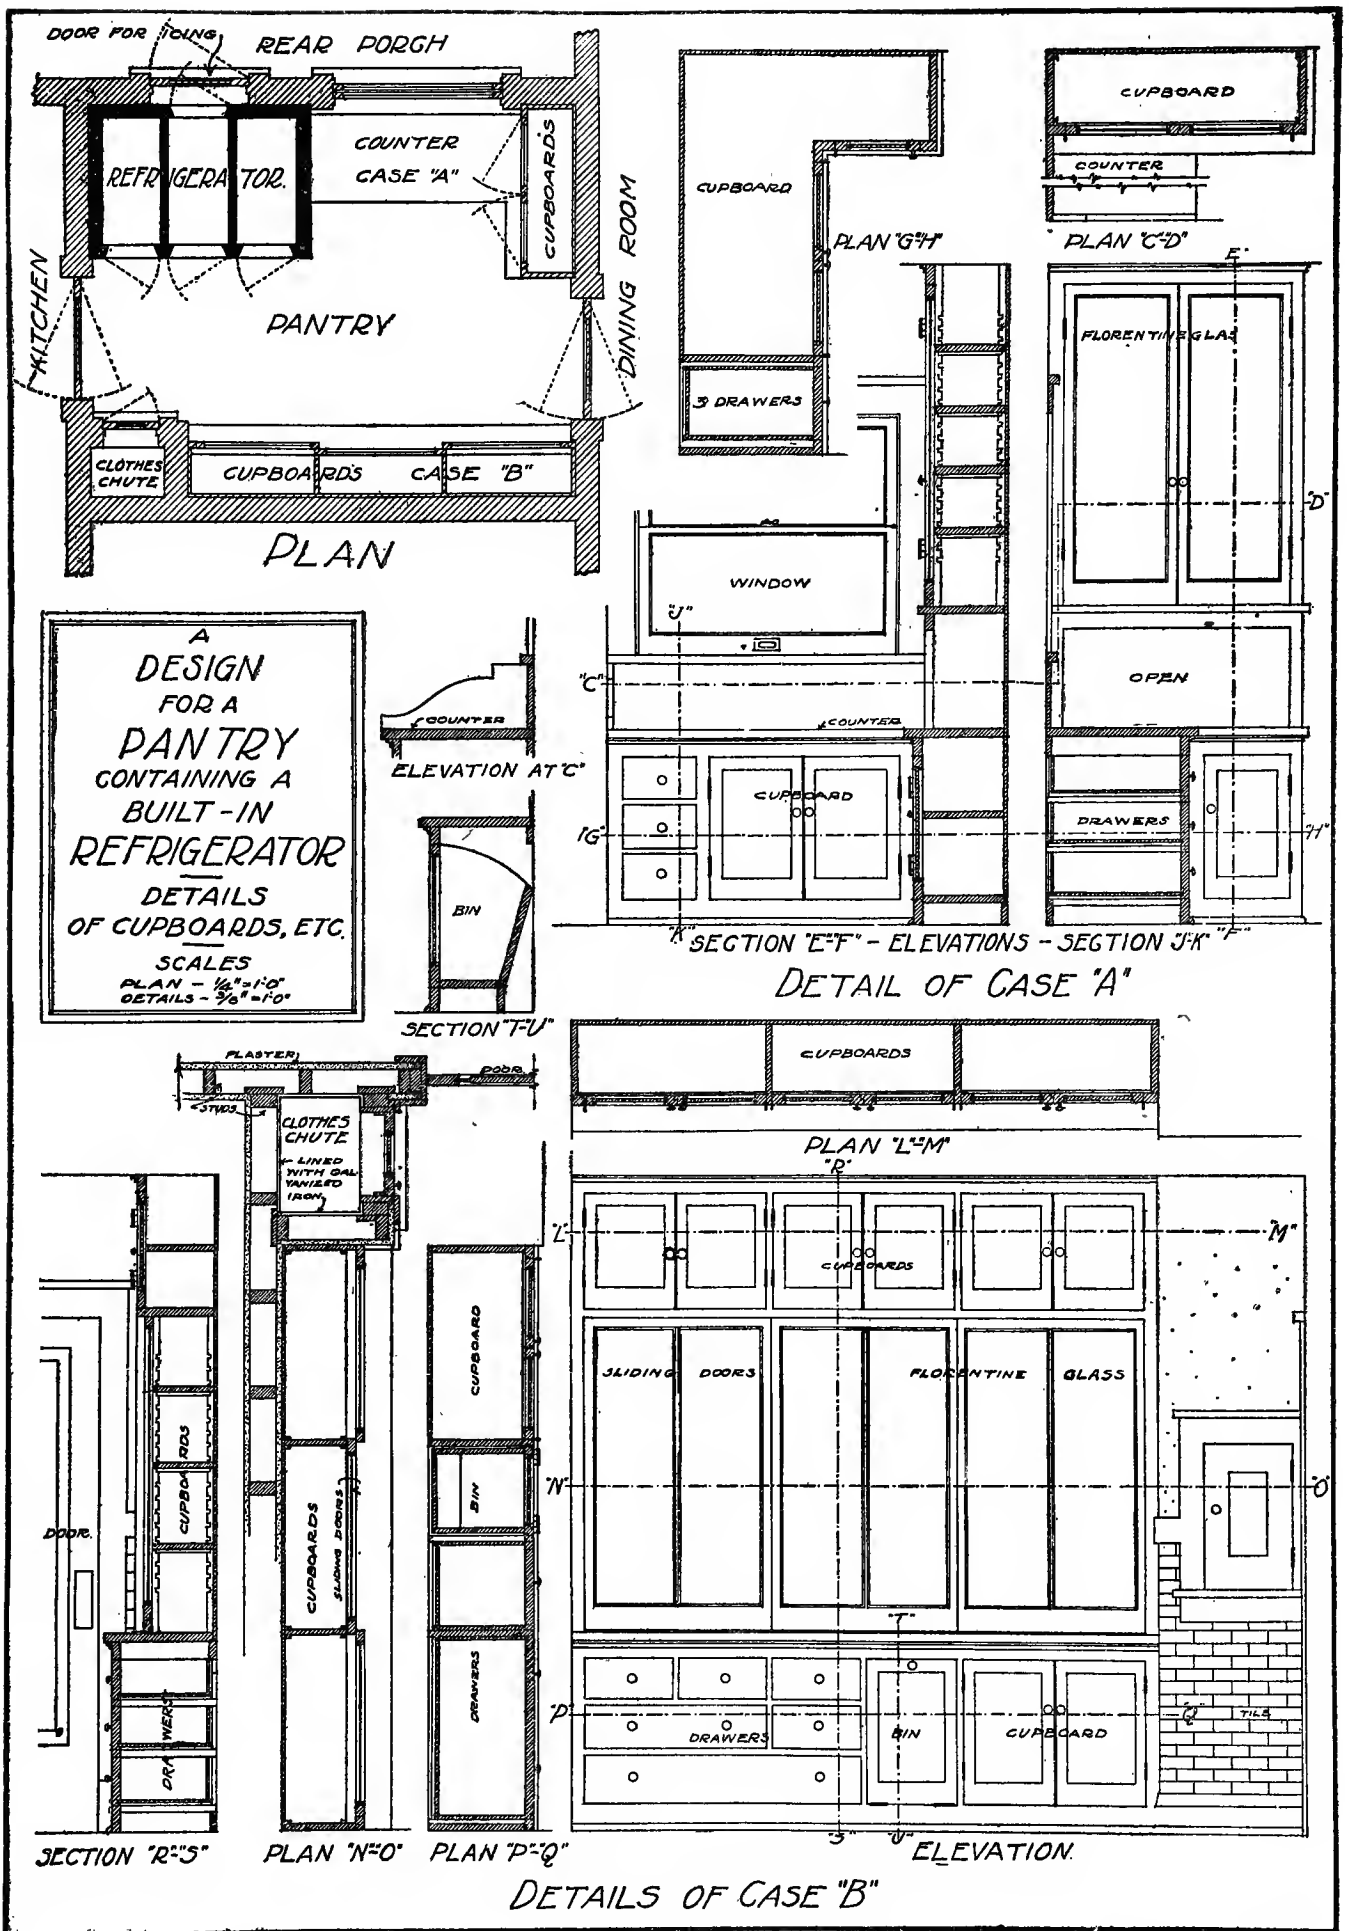 DOOR FOR ICING
REAR PORCH
REFRIGERATOR.
COUNTER
CASE "A"
CUPBOARDS
KITCHEN
PANTRY
DINING ROOM
CLOTHES
CHUTE
CUPBOARDS CASE "B"
PLAN
CUPBOARD
3 DRAWERS
PLAN "G"-"H"
CUPBOARD
COUNTER
PLAN "C"-"D"
A
DESIGN
FOR A
PANTRY
CONTAINING A
BUILT-IN
REFRIGERATOR
DETAILS
OF CUPBOARDS, ETC.
SCALES
PLAN - 1/4" = 1'-0"
DETAILS - 3/8" = 1'-0"
COUNTER
ELEVATION AT "C"
BIN
SECTION "T"-"U"
WINDOW
"J"
"C"
COUNTER
CUPBOARD
"G"
"K"
"E"
FLORENTINE GLAS
"D"
OPEN
DRAWERS
"H"
"F"
SECTION "E"-"F" - ELEVATIONS - SECTION "J"-"K"
DETAIL OF CASE "A"
PLASTER
DOOR
STUDS
CLOTHES
CHUTE
LINED
WITH GAL
VANIZED
IRON
CUPBOARDS
PLAN "L"-"M"
"R"
"L"
"M"
CUPBOARDS
SLIDING DOORS
FLORENTINE GLASS
"N"
"O"
"T"
"P"
"Q"
DRAWERS
BIN
CUPBOARD
TILE
"S"
"U"
ELEVATION.
DOOR.
CUPBOARDS
DRAWERS
SECTION "R"-"S"
CUPBOARDS
SLIDING DOORS
PLAN "N"-"O"
CUPBOARD
BIN
DRAWERS
PLAN "P"-"Q"
DETAILS OF CASE "B"